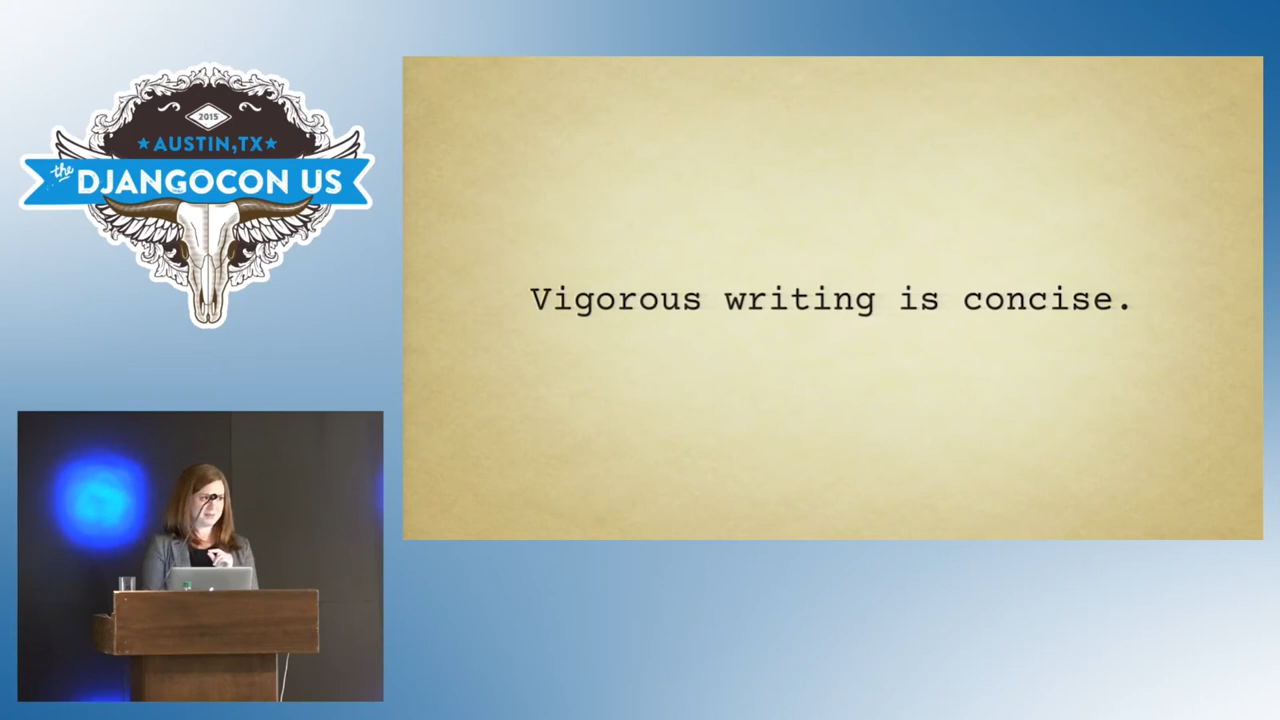 2015
AUSTIN, TX
the
DJANGOCON US
Vigorous writing is concise.